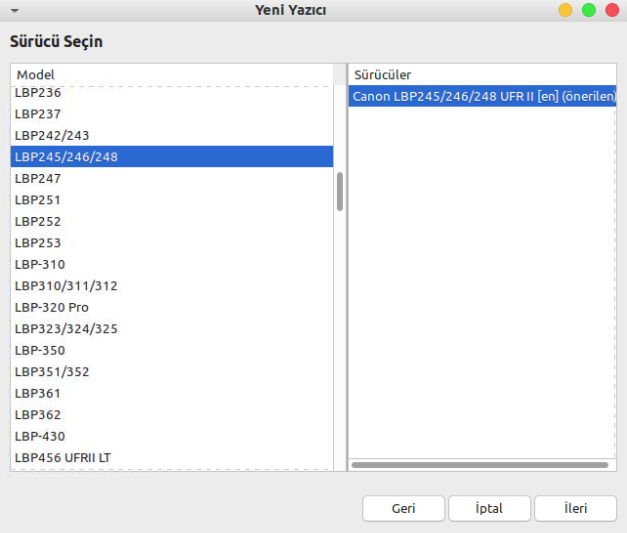 Yeni Yazıcı
Sürücü Seçin
Model
LBP236
LBP237
LBP242/243
LBP245/246/248
LBP247
LBP251
LBP252
LBP253
LBP-310
LBP310/311/312
LBP-320 Pro
LBP323/324/325
LBP-350
LBP351/352
LBP361
LBP362
LBP-430
LBP456 UFRII LT
Sürücüler
Canon LBP245/246/248 UFR II [en] (önerilen)
Geri
İptal
İleri